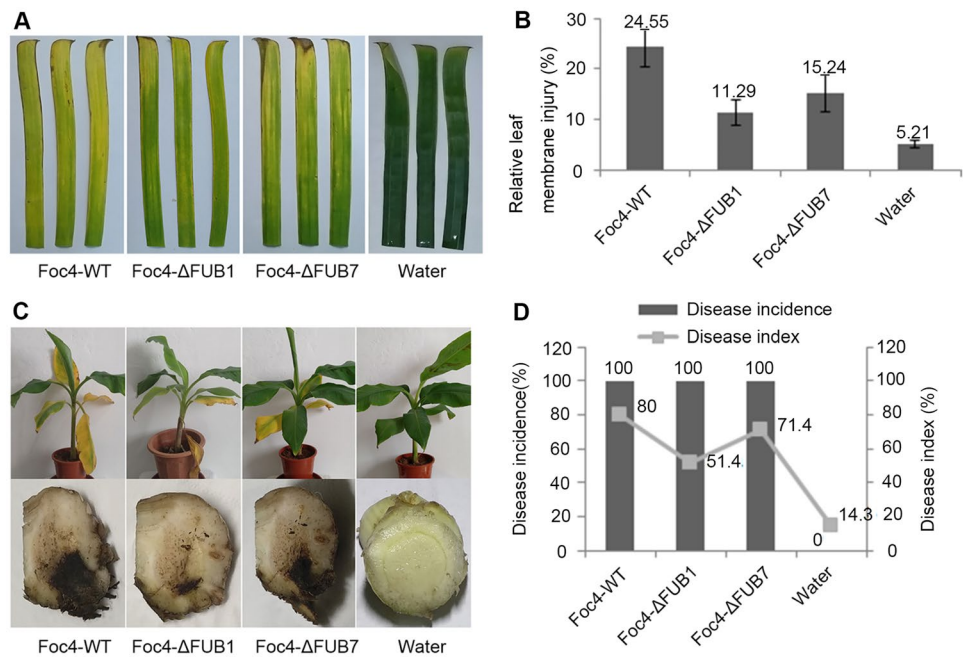 A
Foc4-WT Foc4-ΔFUB1 Foc4-ΔFUB7 Water
B
Relative leaf
membrane injury (%)
30
20
10
0
24.55
11.29
15.24
5.21
Foc4-WT
Foc4-ΔFUB1
Foc4-ΔFUB7
Water
C
Foc4-WT Foc4-ΔFUB1 Foc4-ΔFUB7 Water
D
Disease incidence
Disease index
Disease incidence(%)
120
100
80
60
40
20
0
100
100
100
0
80
51.4
71.4
14.3
120
100
80
60
40
20
0
Disease index (%)
Foc4-WT
Foc4-ΔFUB1
Foc4-ΔFUB7
Water